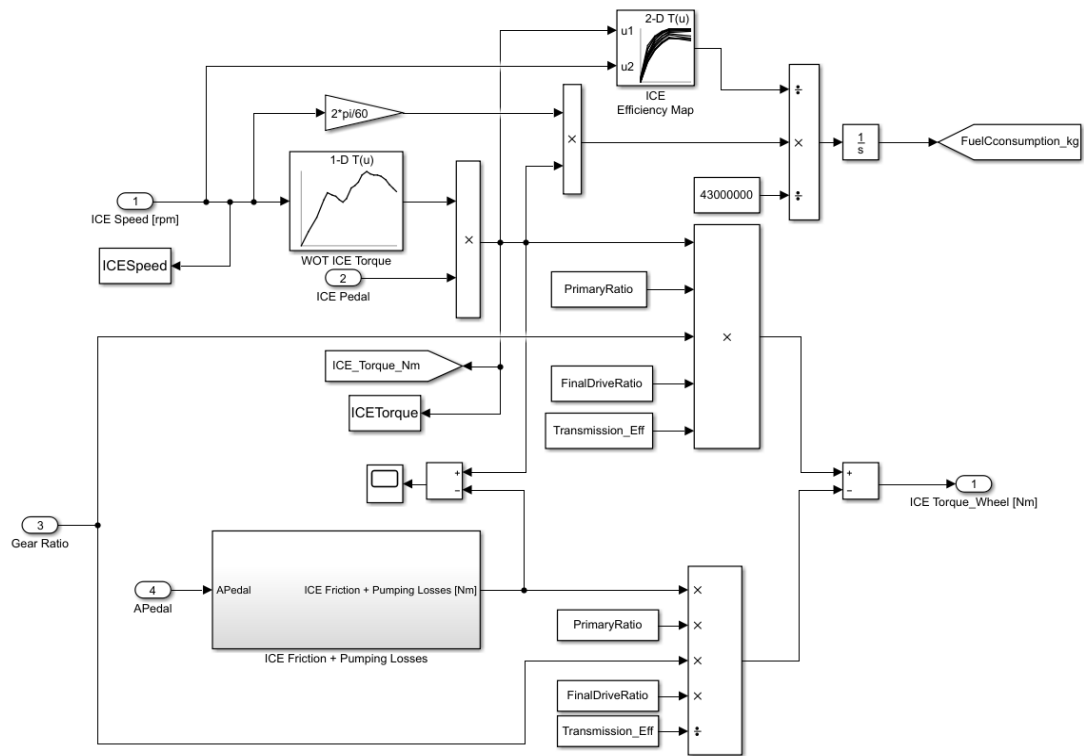 2-D T(u)
u1
u2
ICE
Efficiency Map
2*pi/60
÷
×
÷
×
1
s
FuelCconsumption_kg
1-D T(u)
WOT ICE Torque
1
ICE Speed [rpm]
43000000
×
ICESpeed
2
ICE Pedal
PrimaryRatio
×
ICE_Torque_Nm
FinalDriveRatio
ICETorque
Transmission_Eff
+
−
+
−
1
ICE Torque_Wheel [Nm]
3
Gear Ratio
4
APedal
APedal
ICE Friction + Pumping Losses [Nm]
ICE Friction + Pumping Losses
×
PrimaryRatio
×
×
FinalDriveRatio
×
Transmission_Eff
÷